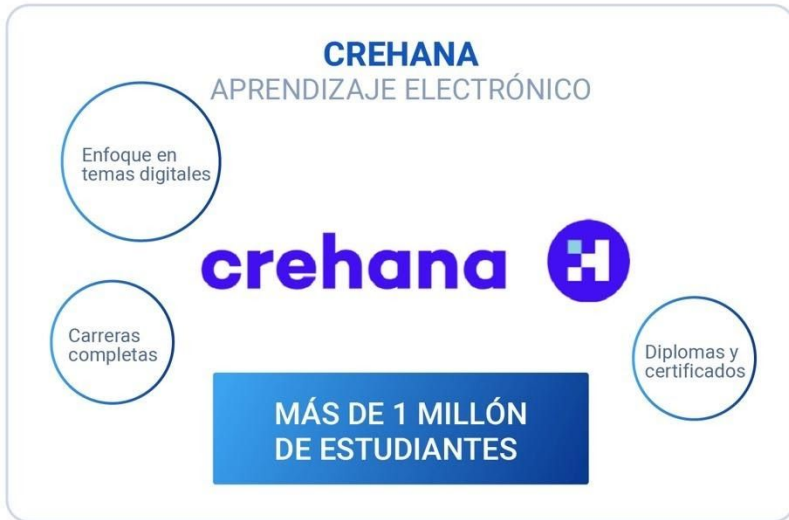 CREHANA
APRENDIZAJE ELECTRÓNICO
Enfoque en
temas digitales
crehana
Carreras
completas
Diplomas y
certificados
MÁS DE 1 MILLÓN
DE ESTUDIANTES